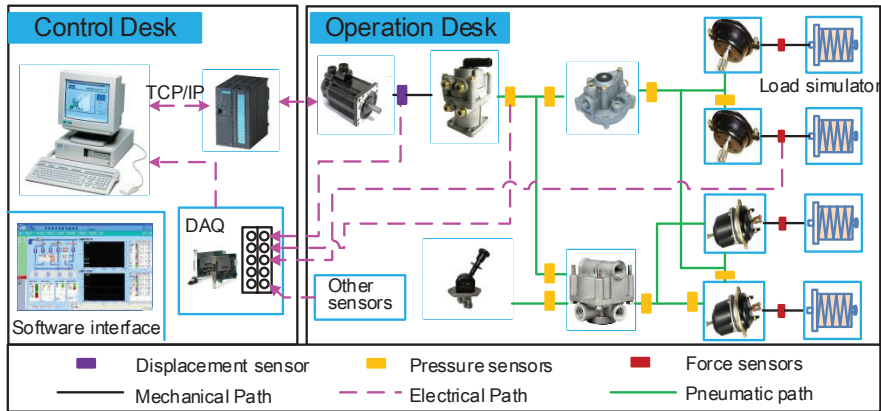 Control Desk
Operation Desk
TCP/IP
Load simulator
DAQ
Other
sensors
Software interface
Displacement sensor
Pressure sensors
Force sensors
Mechanical Path
Electrical Path
Pneumatic path